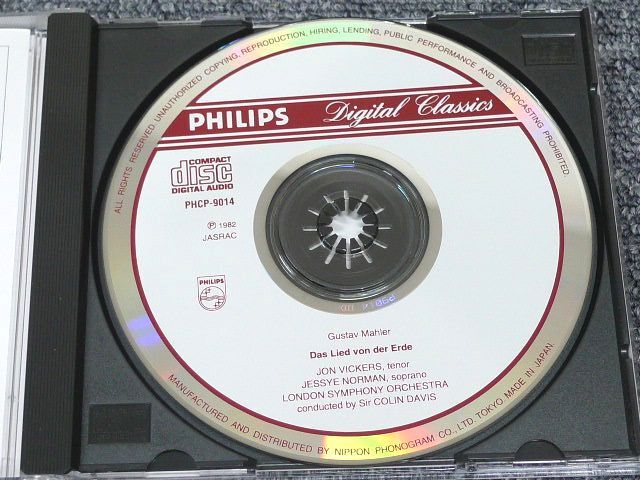 ALL RIGHTS RESERVED. UNAUTHORIZED COPYING, REPRODUCTION, HIRING, LENDING, PUBLIC PERFORMANCE AND BROADCASTING PROHIBITED.
PHILIPS Digital Classics
COMPACT
disc
DIGITAL AUDIO
PHCP-9014
Ⓟ 1982
JASRAC
PHILIPS
Gustav Mahler
Das Lied von der Erde
JON VICKERS, tenor
JESSYE NORMAN, soprano
LONDON SYMPHONY ORCHESTRA
conducted by Sir COLIN DAVIS
MANUFACTURED AND DISTRIBUTED BY NIPPON PHONOGRAM CO., LTD. TOKYO MADE IN JAPAN.